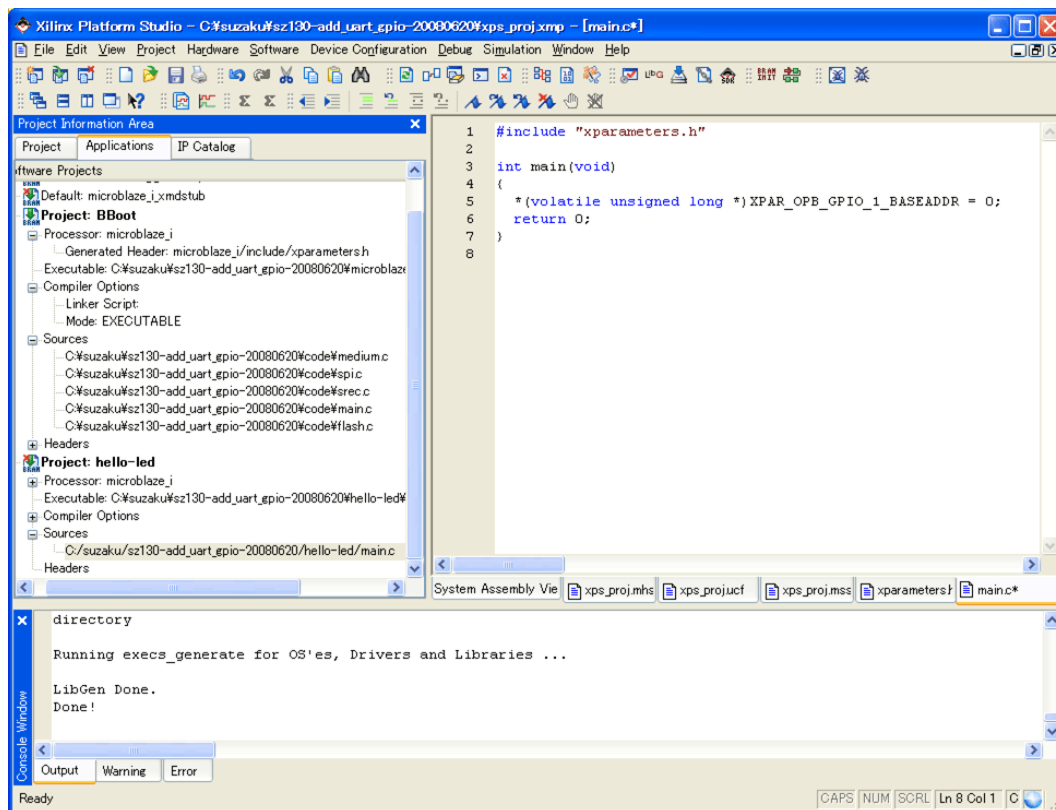 Xilinx Platform Studio - C:¥suzaku¥sz130-add_uart_gpio-20080620¥xps_proj.xmp - [main.c*]
File Edit View Project Hardware Software Device Configuration Debug Simulation Window Help
Project Information Area
Project Applications IP Catalog
ftware Projects
Default: microblaze_i_xmdstub
Project: BBoot
Processor: microblaze_i
Generated Header: microblaze_i/include/xparameters.h
Executable: C:¥suzaku¥sz130-add_uart_gpio-20080620¥microblaze
Compiler Options
Linker Script:
Mode: EXECUTABLE
Sources
C:¥suzaku¥sz130-add_uart_gpio-20080620¥code¥medium.c
C:¥suzaku¥sz130-add_uart_gpio-20080620¥code¥spi.c
C:¥suzaku¥sz130-add_uart_gpio-20080620¥code¥srec.c
C:¥suzaku¥sz130-add_uart_gpio-20080620¥code¥main.c
C:¥suzaku¥sz130-add_uart_gpio-20080620¥code¥flash.c
Headers
Project: hello-led
Processor: microblaze_i
Executable: C:¥suzaku¥sz130-add_uart_gpio-20080620¥hello-led¥
Compiler Options
Sources
C:/suzaku/sz130-add_uart_gpio-20080620/hello-led/main.c
Headers
1 #include "xparameters.h"
2
3 int main(void)
4 {
5 *(volatile unsigned long *)XPAR_OPB_GPIO_1_BASEADDR = 0;
6 return 0;
7 }
8
System Assembly Vie xps_proj.mhs xps_proj.ucf xps_proj.mss xparameters.h main.c*
Console Window
directory
Running execs_generate for OS'es, Drivers and Libraries ...
LibGen Done.
Done!
Output Warning Error
Ready CAPS NUM SCRL Ln 8 Col 1 C